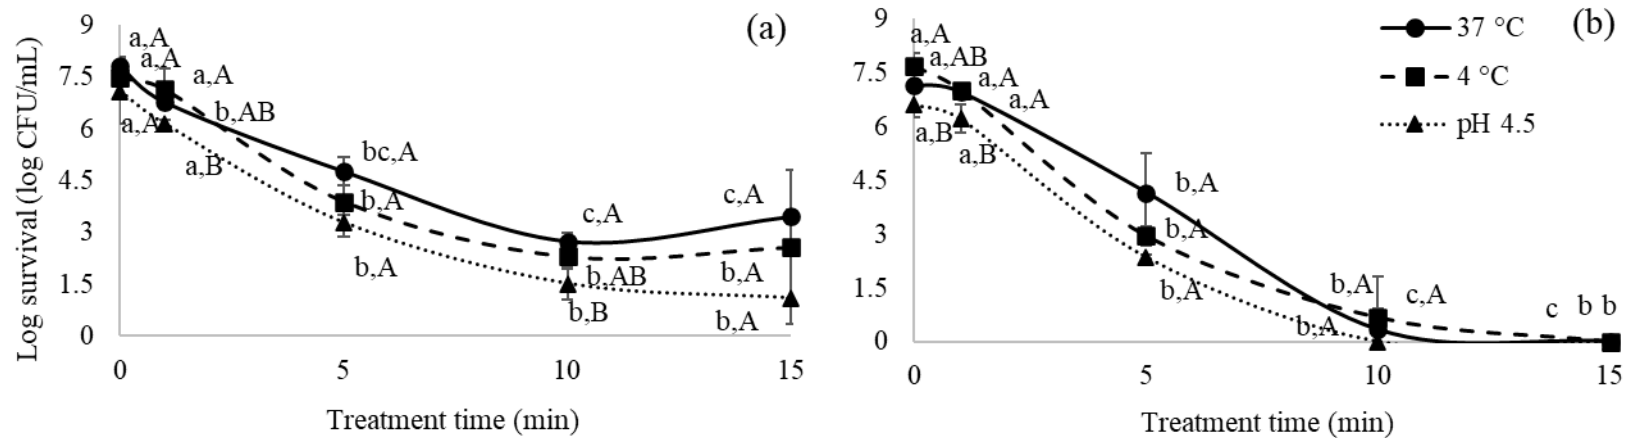 Log survival (log CFU/mL)
9
7.5
6
4.5
3
1.5
0
0
5
10
15
Treatment time (min)
(a)
a,A
a,A
a,A
b,AB
a,A
a,B
bc,A
b,A
b,A
c,A
b,AB
b,B
c,A
b,A
b,A
9
7.5
6
4.5
3
1.5
0
0
5
10
15
Treatment time (min)
(b)
37 °C
4 °C
pH 4.5
a,A
a,AB
a,A
a,A
a,B
a,B
b,A
b,A
b,A
b,A
c,A
b,A
c
b
b